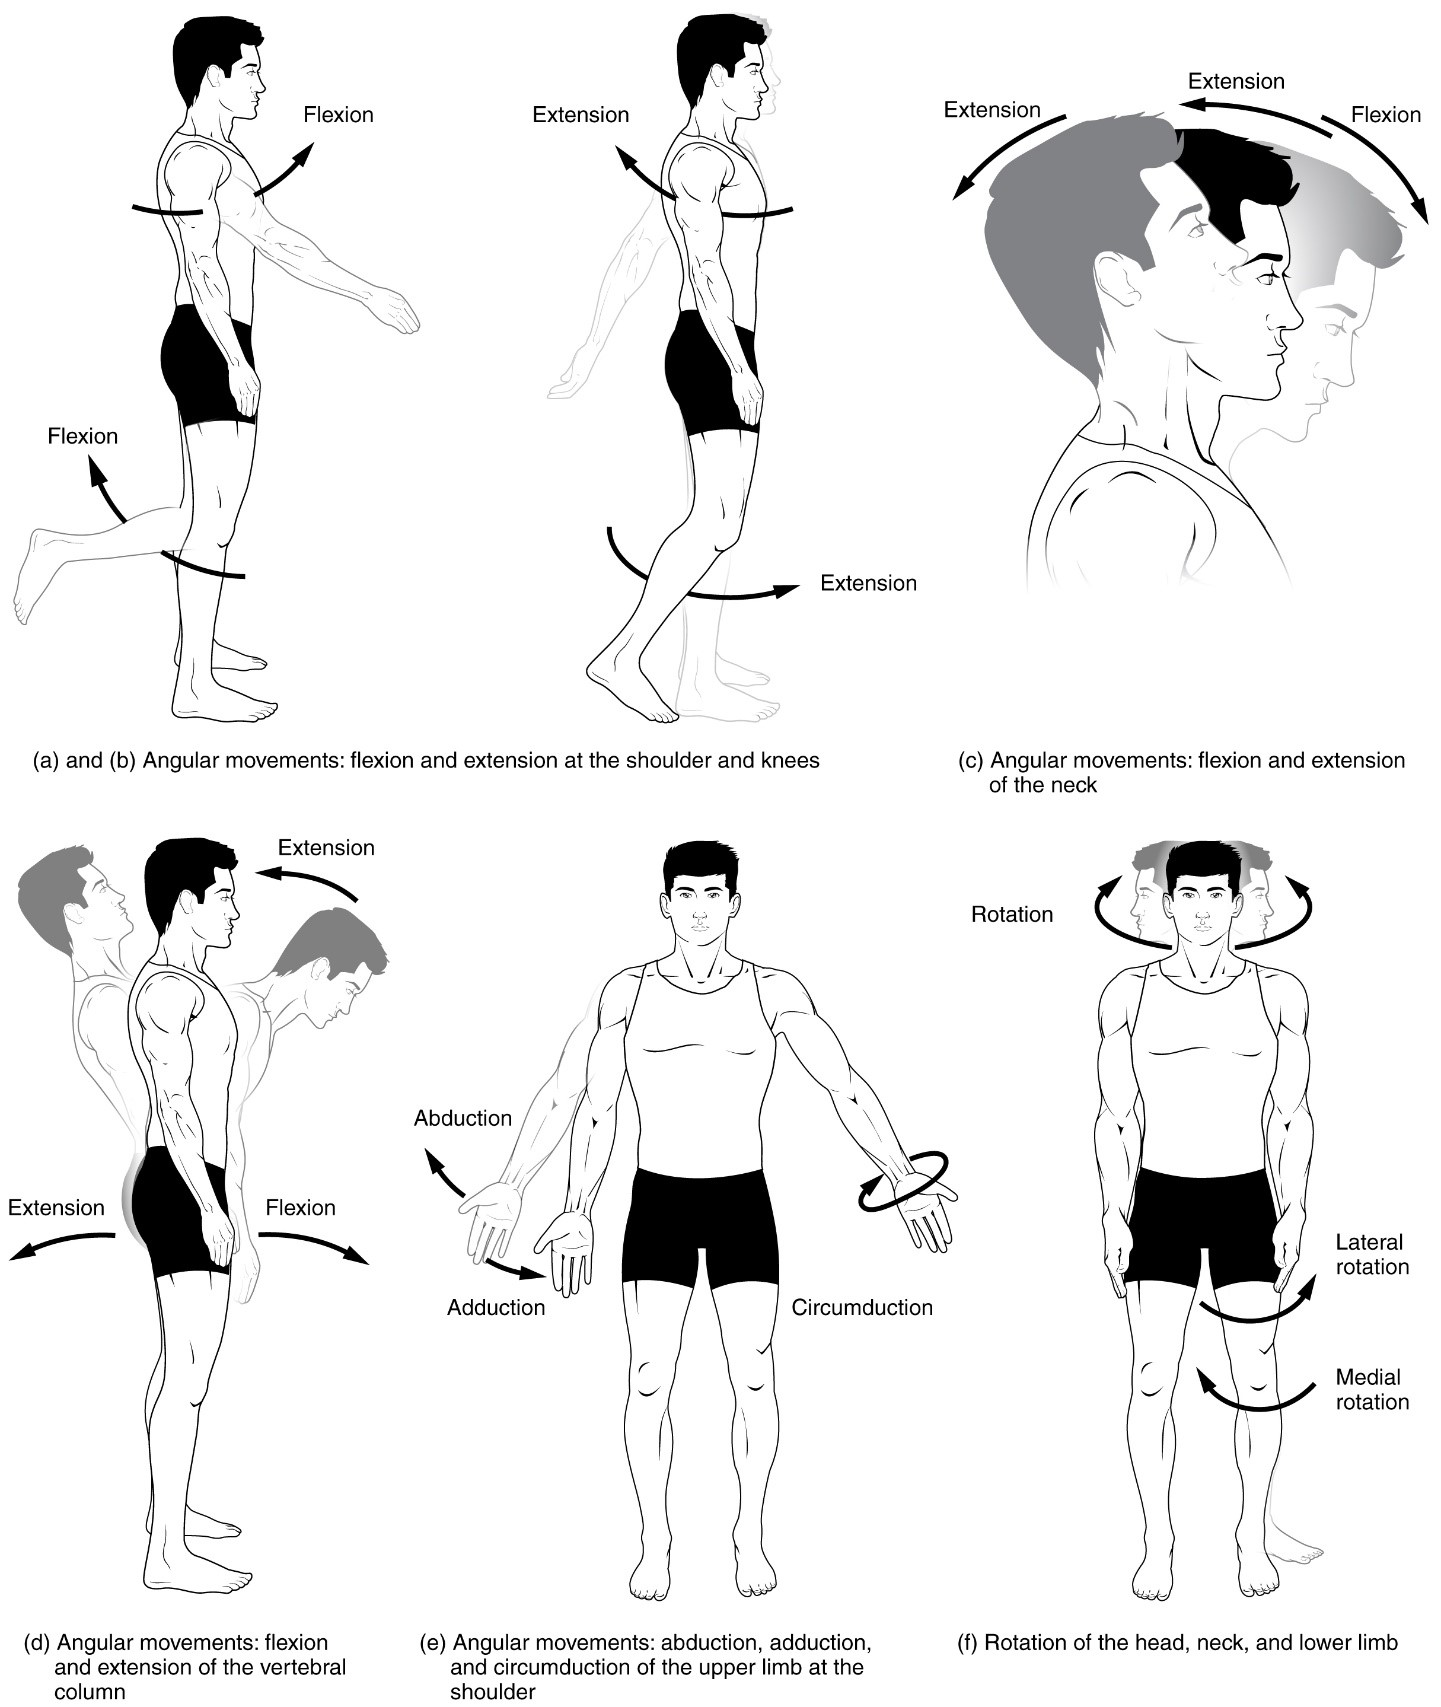 Flexion
Flexion
Extension
Extension
Extension
Extension
Flexion
(a) and (b) Angular movements: flexion and extension at the shoulder and knees
(c) Angular movements: flexion and extension
of the neck
Extension
Extension
Flexion
Abduction
Adduction
Circumduction
Rotation
Lateral
rotation
Medial
rotation
(d) Angular movements: flexion
and extension of the vertebral
column
(e) Angular movements: abduction, adduction,
and circumduction of the upper limb at the
shoulder
(f) Rotation of the head, neck, and lower limb